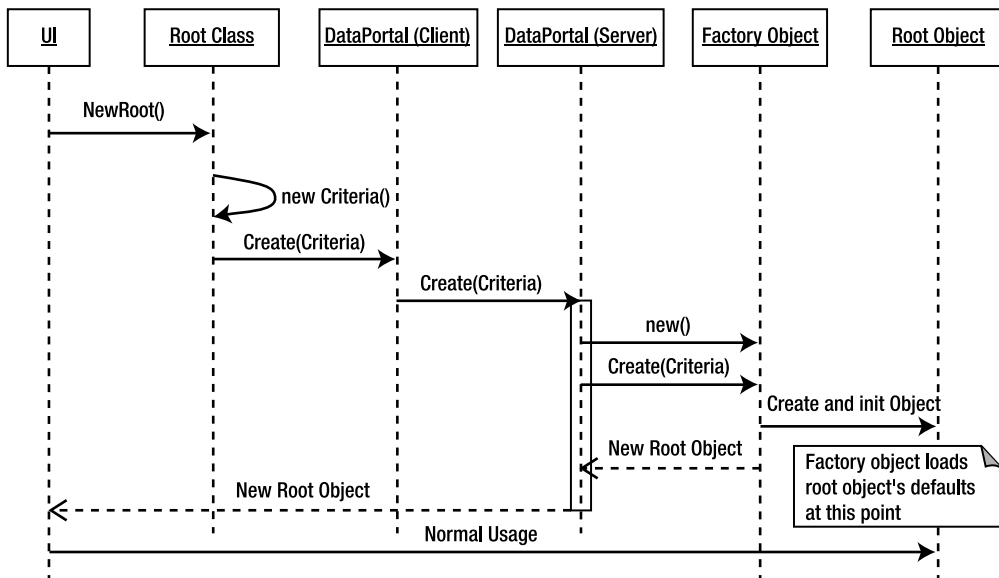 UI
Root Class
DataPortal (Client)
DataPortal (Server)
Factory Object
Root Object
NewRoot()
new Criteria()
Create(Criteria)
Create(Criteria)
new()
Create(Criteria)
Create and init Object
New Root Object
Factory object loads
root object's defaults
at this point
New Root Object
Normal Usage